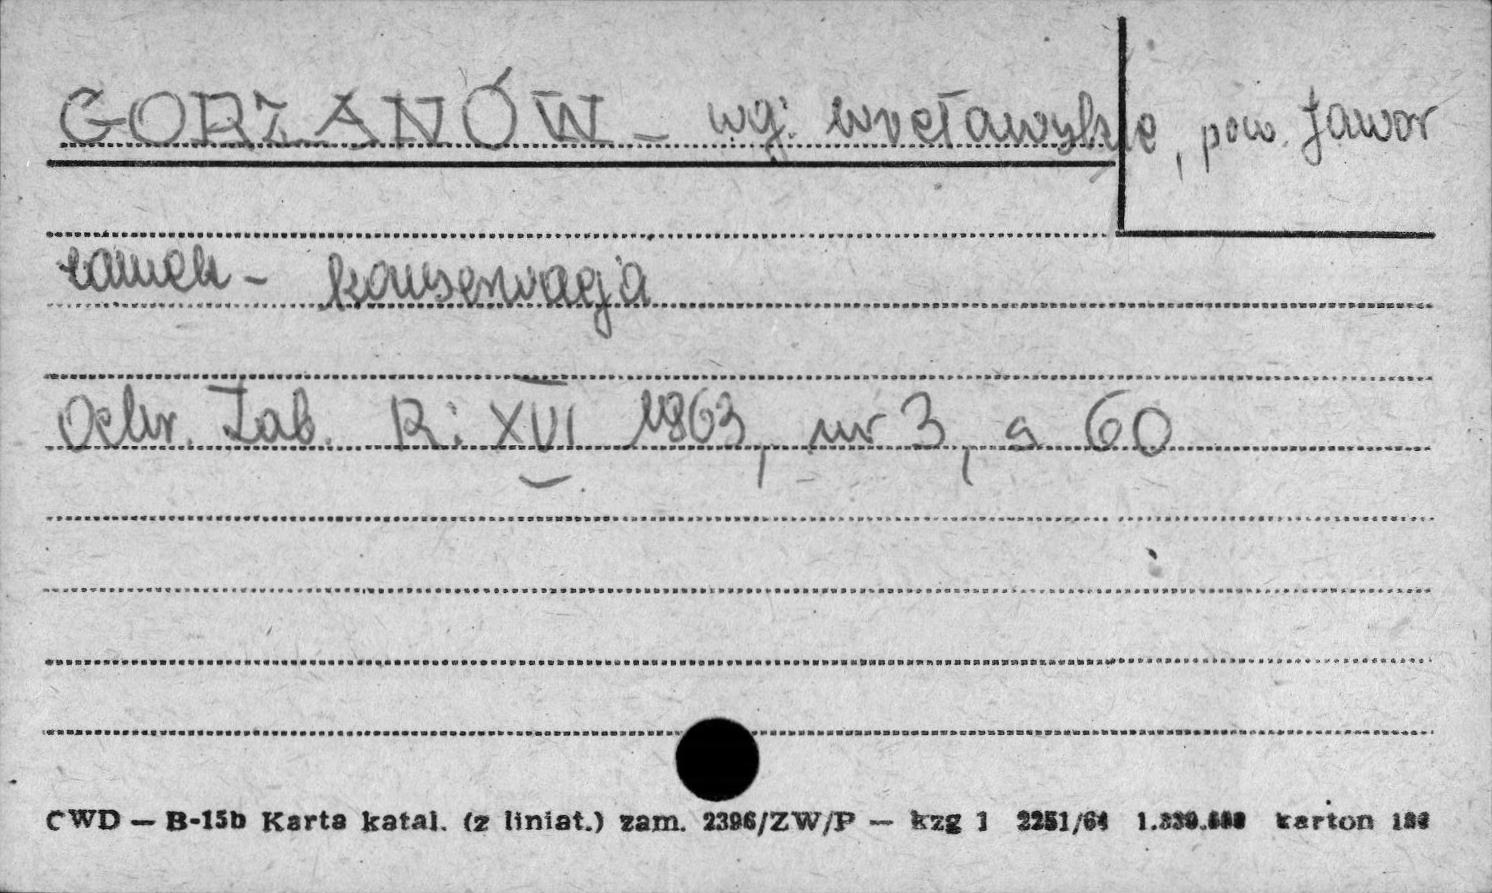 GORZANÓW - woj. wrocławskie, pow. Jawor
zamek - konserwacja
Ochr. Zab. R: XVI 1963, nr 3, s 60
CWD — B-15b Karta katal. (z liniat.) zam. 2396/ZW/P — kzg 1 2251/64 karton